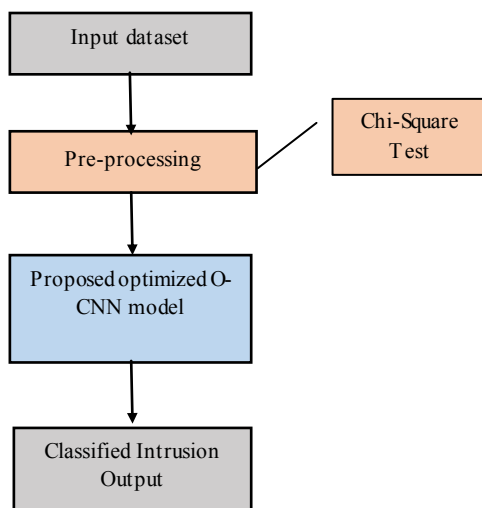 Input dataset
Pre-processing
Chi-Square
Test
Proposed optimized O-
CNN model
Classified Intrusion
Output